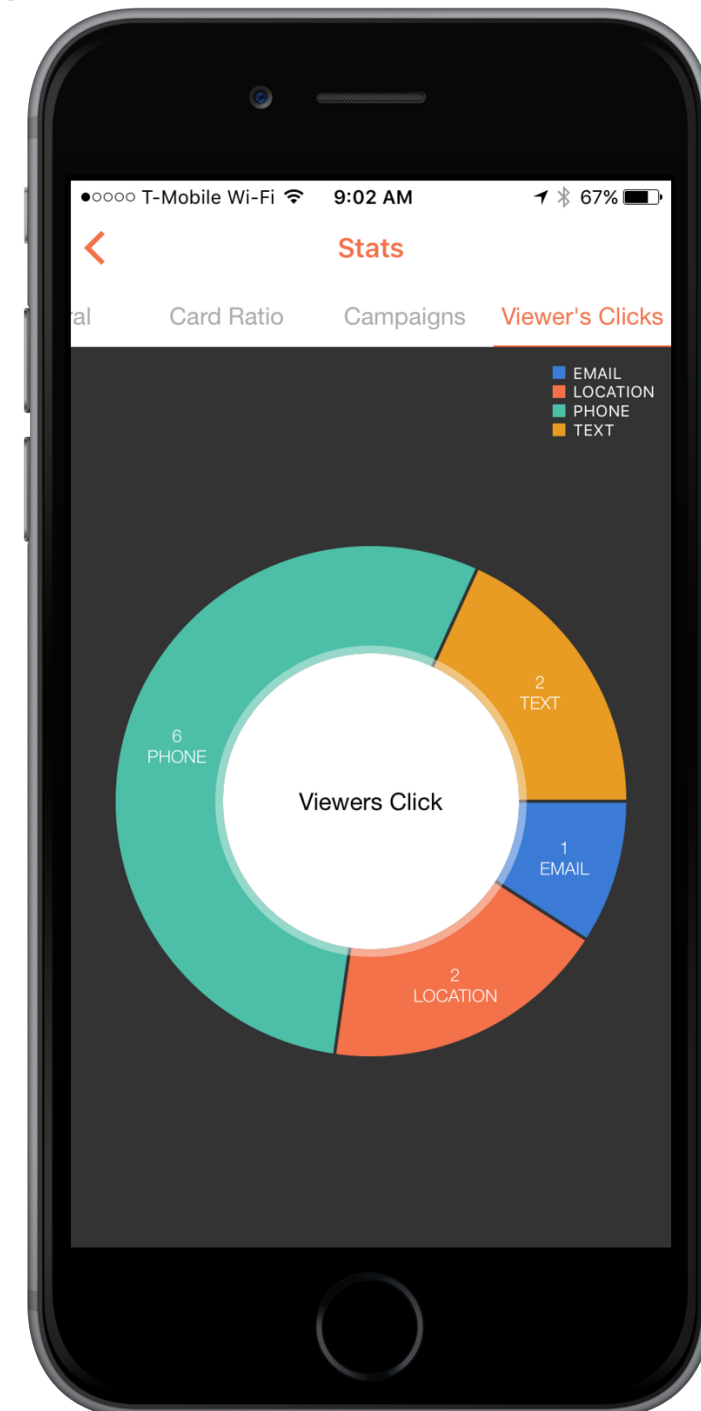 T-Mobile Wi-Fi 9:02 AM 67%
Stats
al Card Ratio Campaigns Viewer's Clicks
EMAIL
LOCATION
PHONE
TEXT
2
TEXT
6
PHONE
Viewers Click
1
EMAIL
2
LOCATION